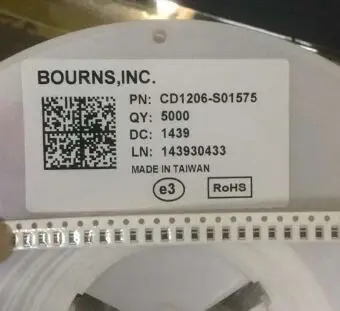 BOURNS,INC.
PN: CD1206-S01575
QY: 5000
DC: 1439
LN: 143930433
MADE IN TAIWAN
e3 RoHS